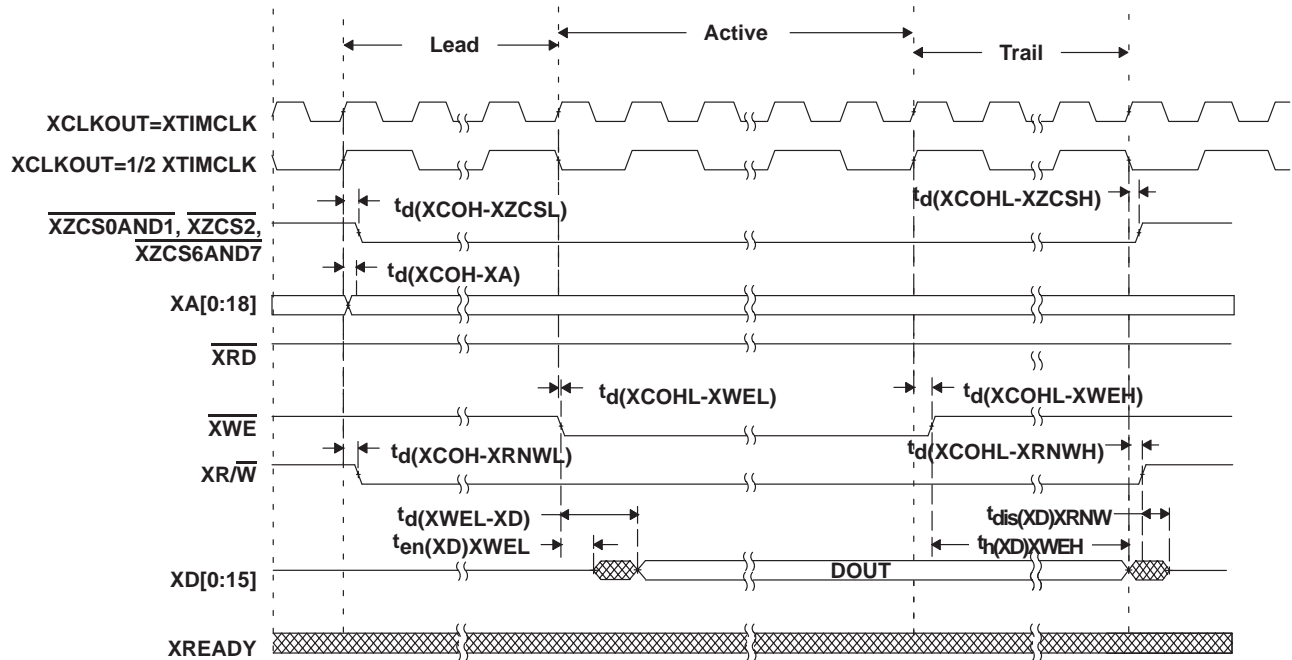 Lead
Active
Trail
XCLKOUT=XTIMCLK
XCLKOUT=1/2 XTIMCLK
td(XCOH-XZCSL)
td(XCOHL-XZCSH)
XZCS0AND1, XZCS2,
XZCS6AND7
td(XCOH-XA)
XA[0:18]
XRD
td(XCOHL-XWEL)
td(XCOHL-XWEH)
XWE
td(XCOH-XRNWL)
td(XCOHL-XRNWH)
XR/W
td(XWEL-XD)
tdis(XD)XRNW
ten(XD)XWEL
th(XD)XWEH
XD[0:15]
DOUT
XREADY